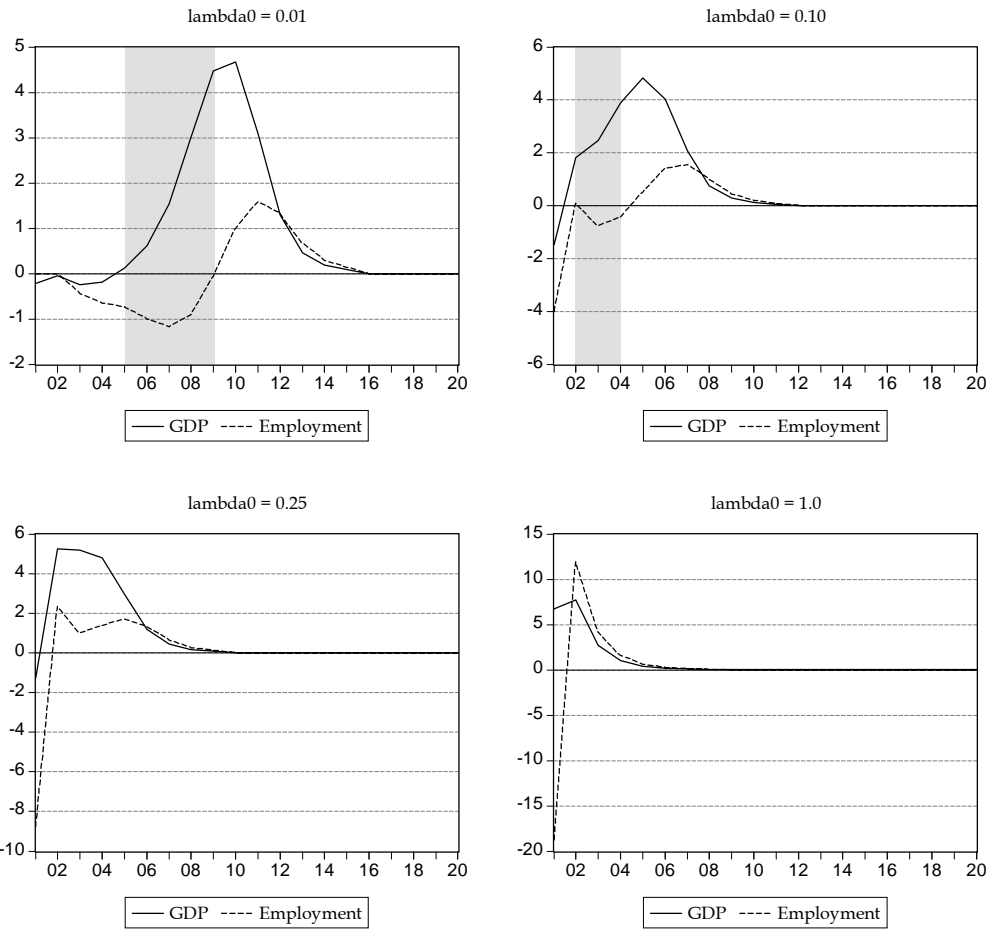 lambda0 = 0.01
5
4
3
2
1
0
-1
-2
02 04 06 08 10 12 14 16 18 20
GDP Employment
lambda0 = 0.10
6
4
2
0
-2
-4
-6
02 04 06 08 10 12 14 16 18 20
GDP Employment
lambda0 = 0.25
6
4
2
0
-2
-4
-6
-8
-10
02 04 06 08 10 12 14 16 18 20
GDP Employment
lambda0 = 1.0
15
10
5
0
-5
-10
-15
-20
02 04 06 08 10 12 14 16 18 20
GDP Employment